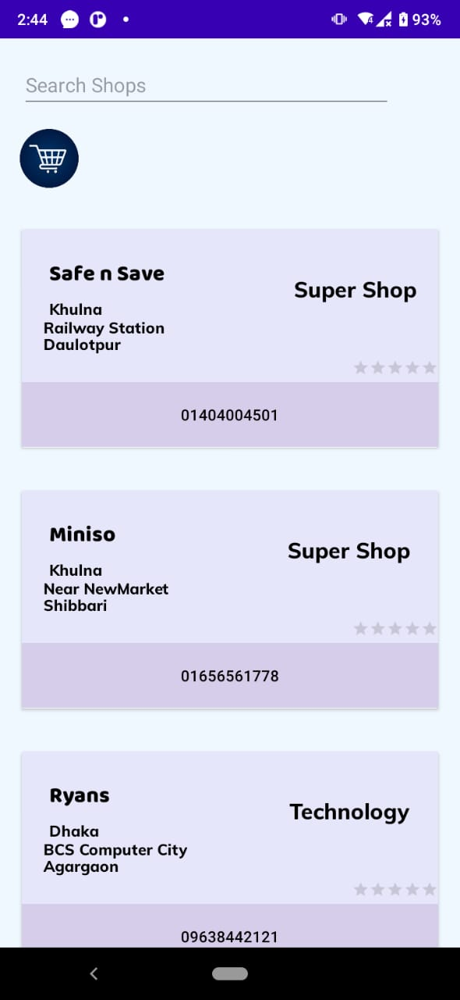 2:44
4
93%
Search Shops
Safe n Save
Super Shop
Khulna
Railway Station
Daulotpur
01404004501
Miniso
Super Shop
Khulna
Near NewMarket
Shibbari
01656561778
Ryans
Technology
Dhaka
BCS Computer City
Agargaon
09638442121